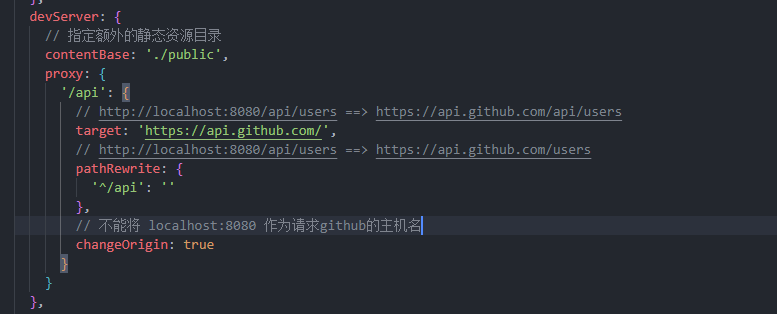 },
devServer: {
// 指定额外的静态资源目录
contentBase: './public',
proxy: {
'/api': {
// http://localhost:8080/api/users ==> https://api.github.com/api/users
target: 'https://api.github.com/',
// http://localhost:8080/api/users ==> https://api.github.com/users
pathRewrite: {
'^/api': ''
},
// 不能将 localhost:8080 作为请求github的主机名
changeOrigin: true
}
}
},